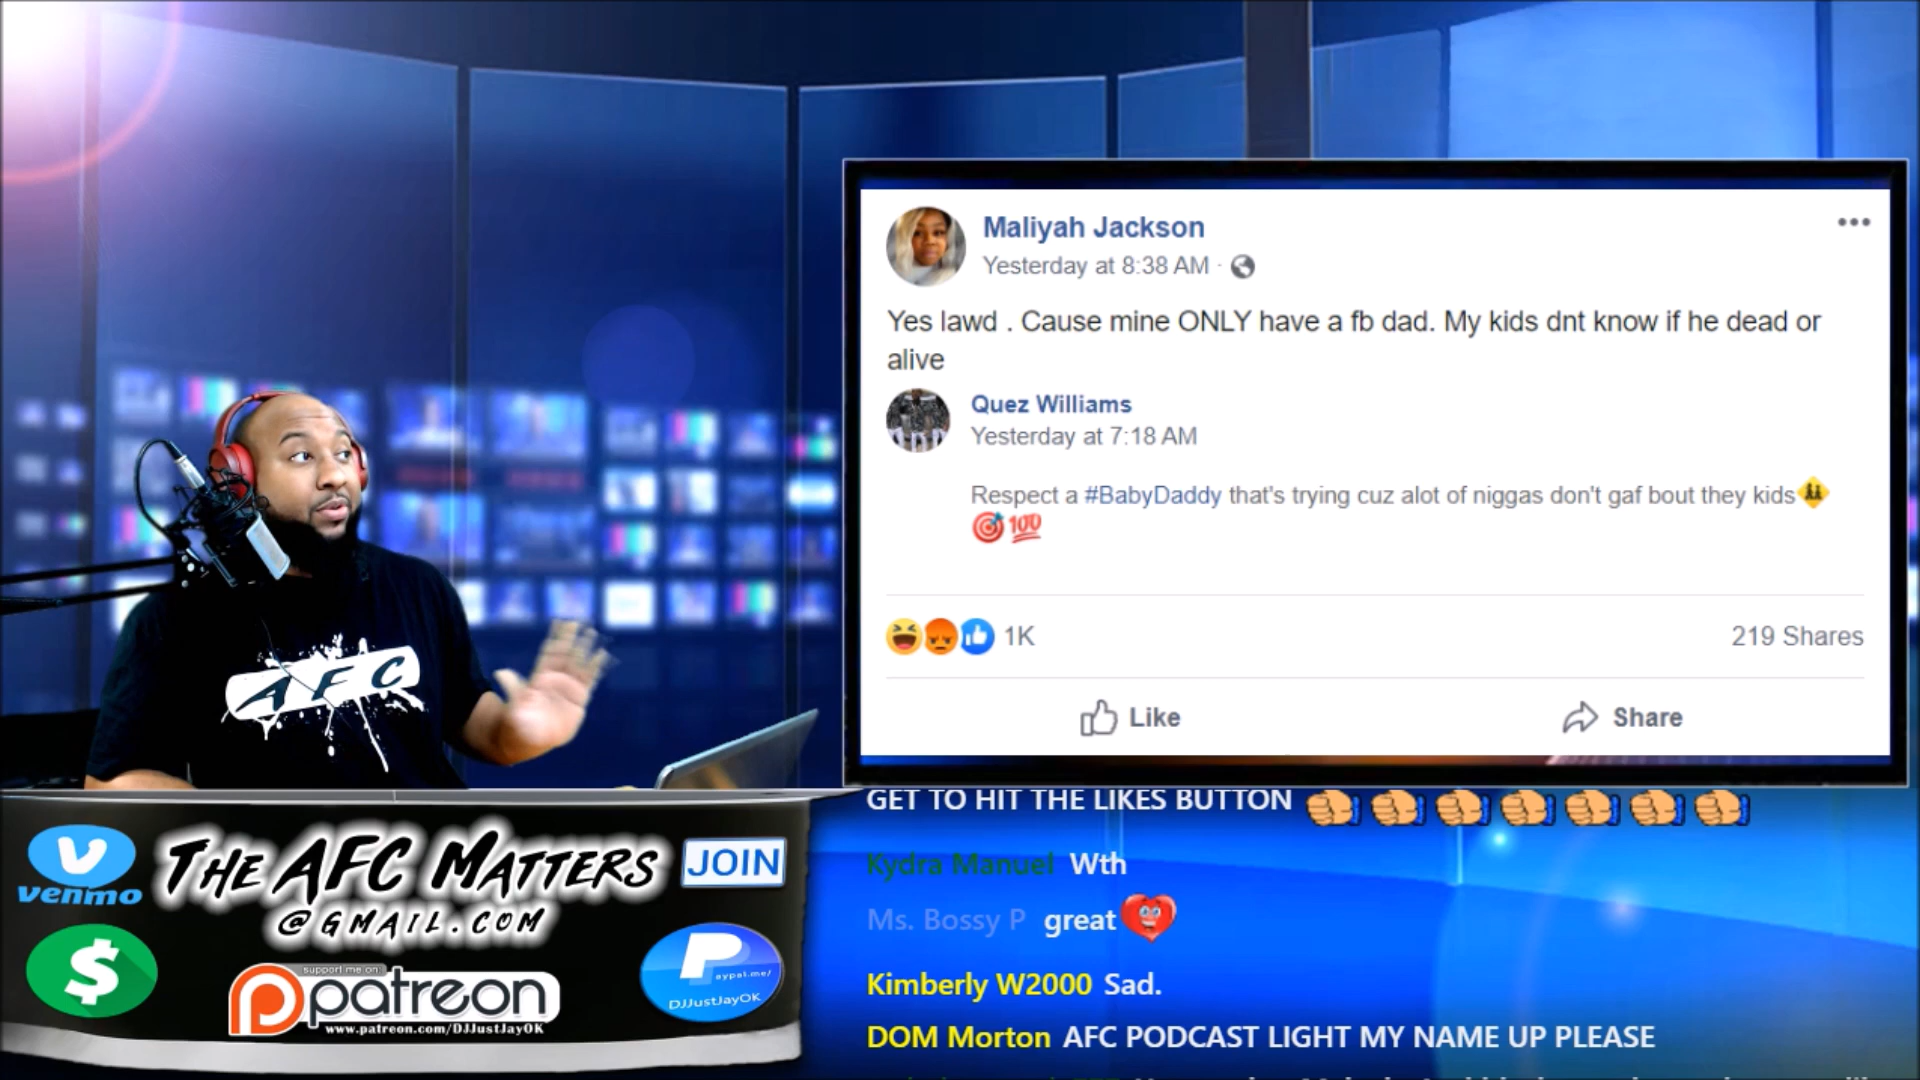 Maliyah Jackson
Yesterday at 8:38 AM ·
Yes lawd . Cause mine ONLY have a fb dad. My kids dnt know if he dead or
alive
Quez Williams
Yesterday at 7:18 AM
Respect a #BabyDaddy that's trying cuz alot of niggas don't gaf bout they kids
100
1K
219 Shares
Like
Share
AFC
GET TO HIT THE LIKES BUTTON
Kydra Manuel Wth
Ms. Bossy P great
Kimberly W2000 Sad.
DOM Morton AFC PODCAST LIGHT MY NAME UP PLEASE
venmo
THE AFC MATTERS
@GMAIL.COM
JOIN
$
support me on:
patreon
www.patreon.com/DJJustJayOK
Paypal.me/
DJJustJayOK